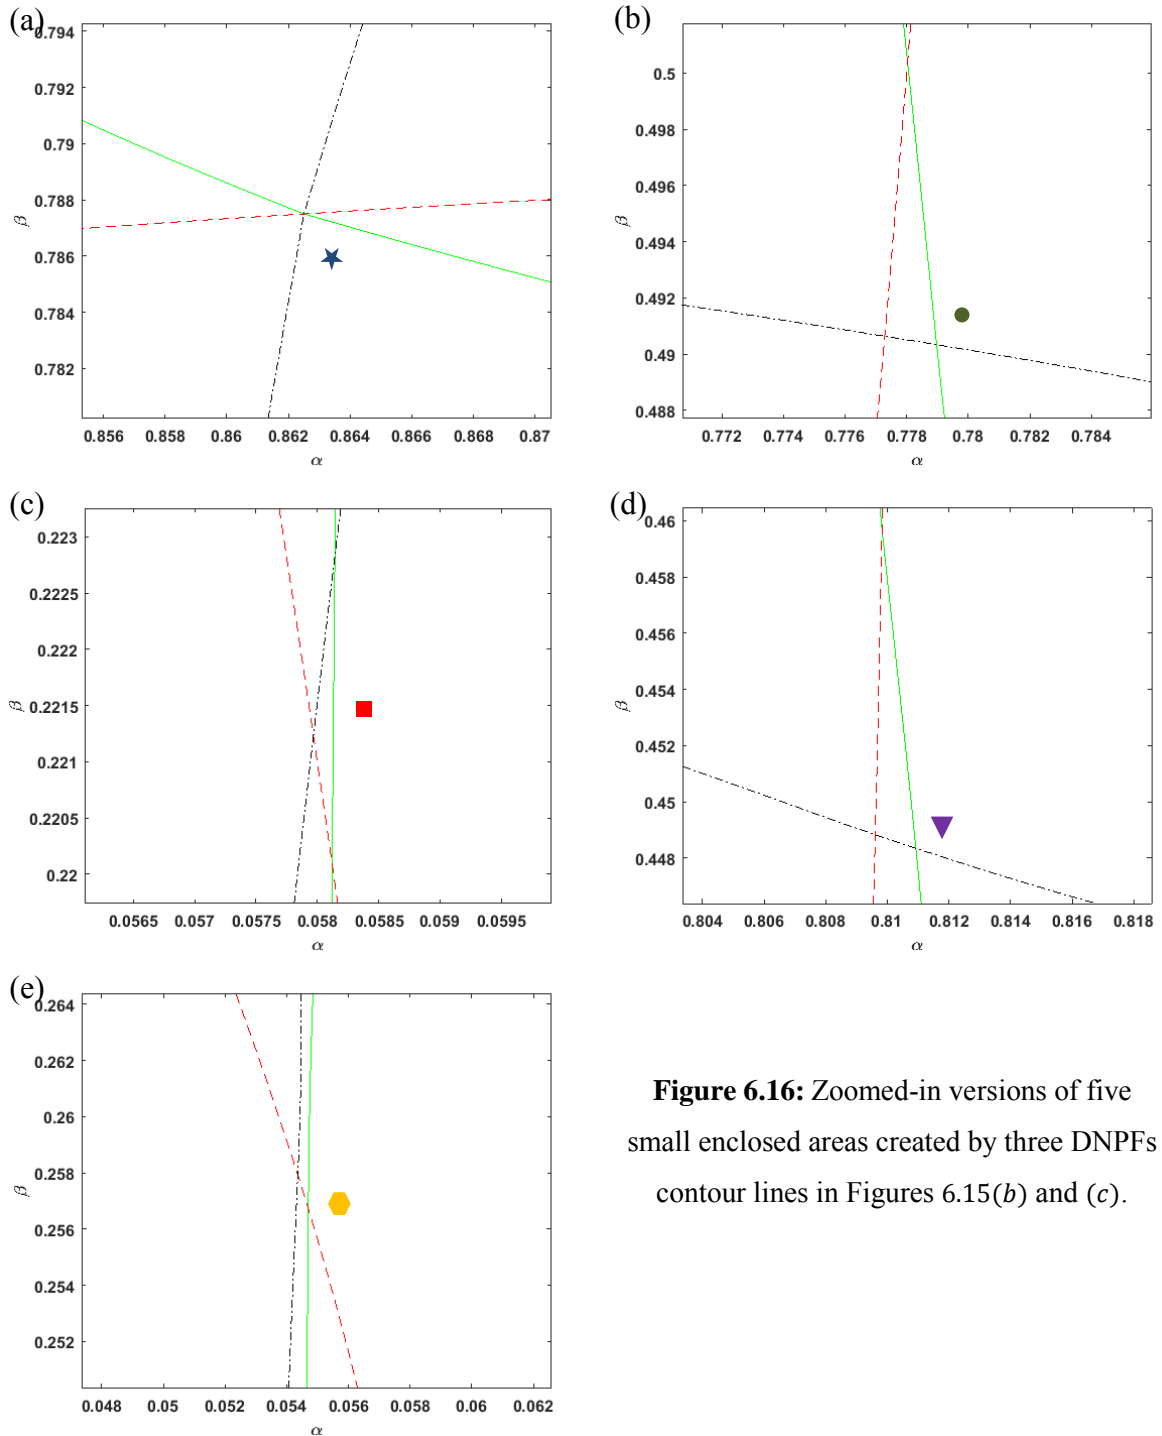 (a)
0.794
0.792
0.79
0.788
0.786
0.784
0.782
β
0.856 0.858 0.86 0.862 0.864 0.866 0.868 0.87
α
(b)
0.5
0.498
0.496
0.494
0.492
0.49
0.488
β
0.772 0.774 0.776 0.778 0.78 0.782 0.784
α
(c)
0.223
0.2225
0.222
0.2215
0.221
0.2205
0.22
β
0.0565 0.057 0.0575 0.058 0.0585 0.059 0.0595
α
(d)
0.46
0.458
0.456
0.454
0.452
0.45
0.448
β
0.804 0.806 0.808 0.81 0.812 0.814 0.816 0.818
α
(e)
0.264
0.262
0.26
0.258
0.256
0.254
0.252
β
0.048 0.05 0.052 0.054 0.056 0.058 0.06 0.062
α
Figure 6.16: Zoomed-in versions of five
small enclosed areas created by three DNPFs
contour lines in Figures 6.15(b) and (c).